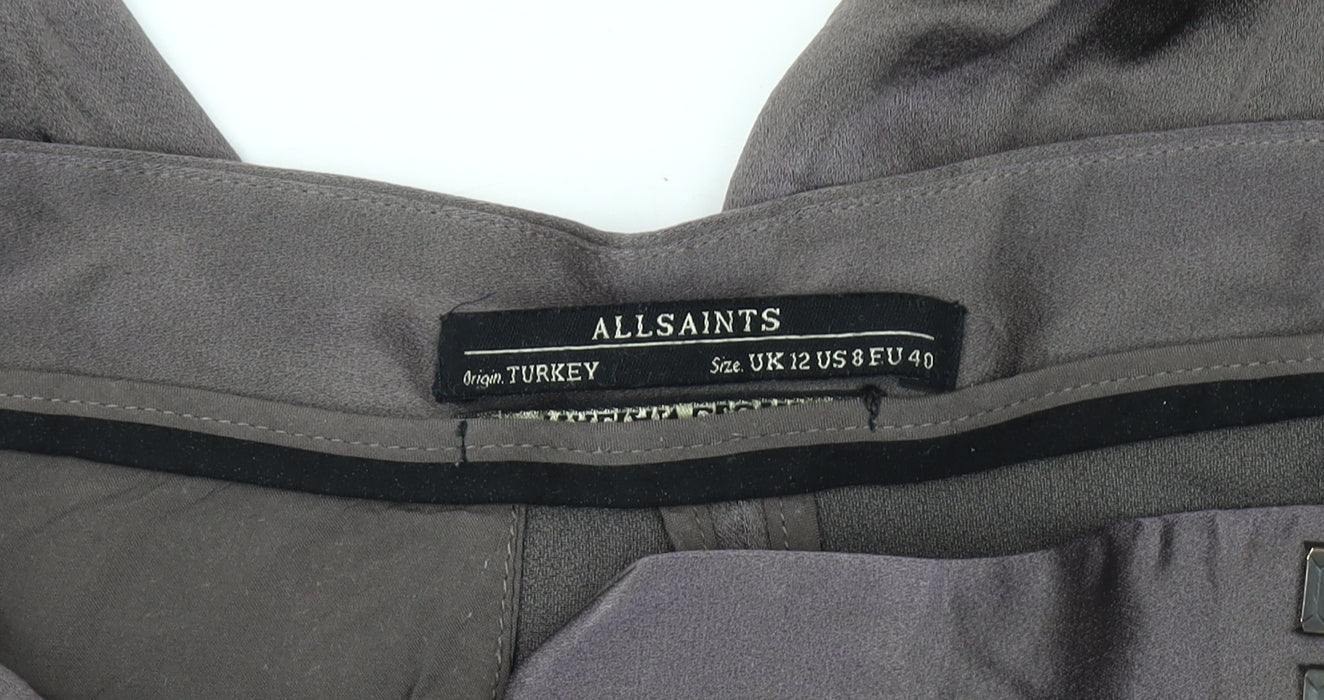 ALLSAINTS
Origin. TURKEY Size. UK 12 US 8 EU 40